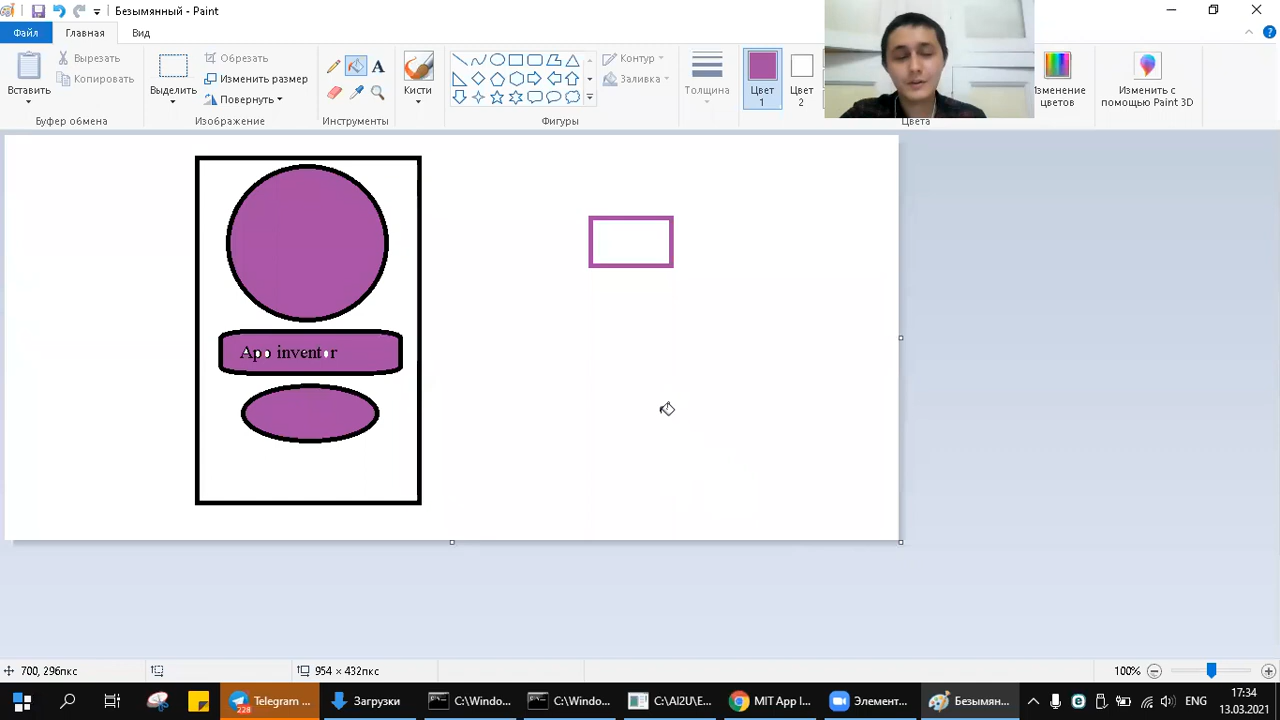 Безымянный - Paint
Файл
Главная
Вид
Вставить
Вырезать
Копировать
Буфер обмена
Выделить
Обрезать
Изменить размер
Повернуть
Изображение
A
Кисти
Инструменты
Контур
Заливка
Фигуры
Толщина
Цвет
1
Цвет
2
Изменение
цветов
Цвета
Изменить с
помощью Paint 3D
App inventor
700, 296пкс
954 × 432пкс
100%
228
Telegram
Загрузки
C:\Windo...
C:\Windo...
C:\AI2U\E...
MIT App I...
Элемент...
Безымян...
ENG
17:34
13.03.2021